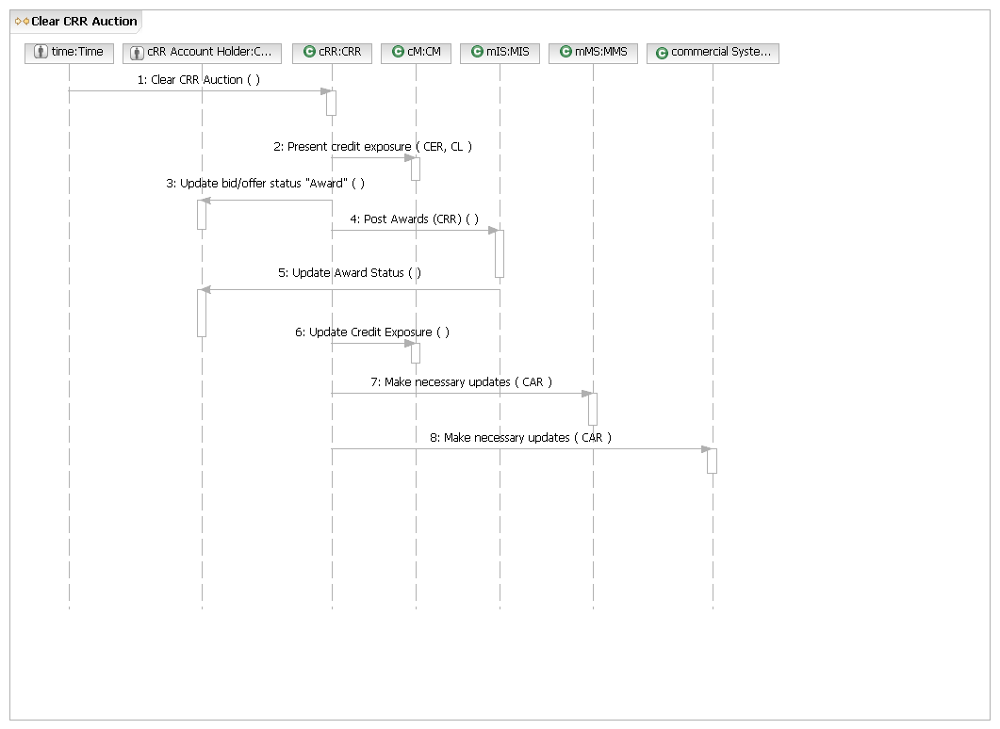 Clear CRR Auction
time:Time
cRR Account Holder:C...
cRR:CRR
cM:CM
mIS:MIS
mMS:MMS
commercial Syste...
1: Clear CRR Auction ( )
2: Present credit exposure ( CER, CL )
3: Update bid/offer status "Award" ( )
4: Post Awards (CRR) ( )
5: Update Award Status ( )
6: Update Credit Exposure ( )
7: Make necessary updates ( CAR )
8: Make necessary updates ( CAR )